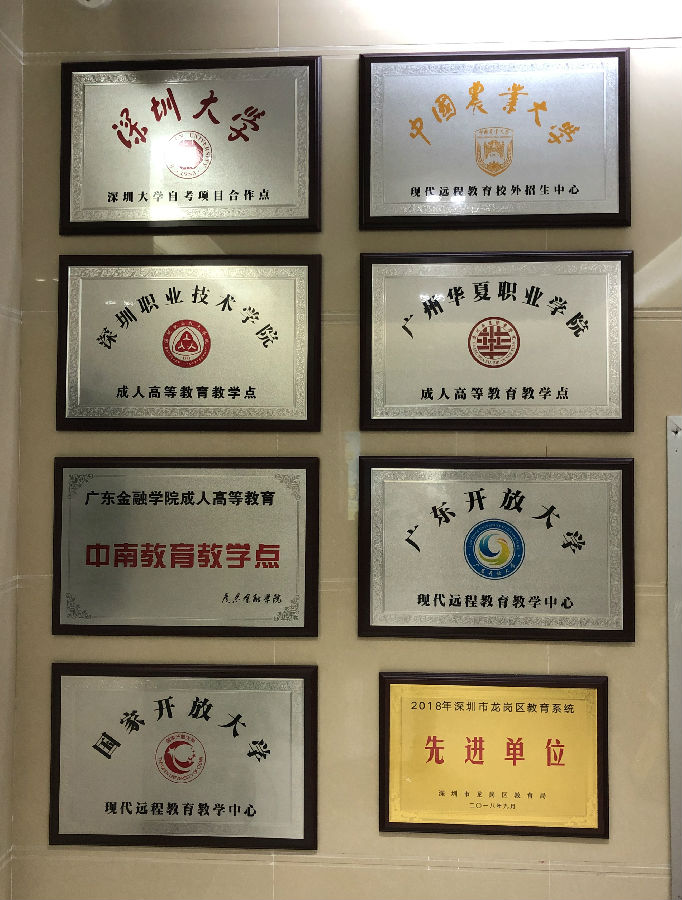 深圳大学
深圳大学自考项目合作点
中国农业大学
现代远程教育校外招生中心
深圳职业技术学院
成人高等教育教学点
广州华夏职业学院
成人高等教育教学点
广东金融学院成人高等教育
中南教育教学点
广东金融学院
广东开放大学
现代远程教育教学中心
国家开放大学
现代远程教育教学中心
2018年深圳市龙岗区教育系统
先进单位
深圳市龙岗区教育局
二〇一八年九月